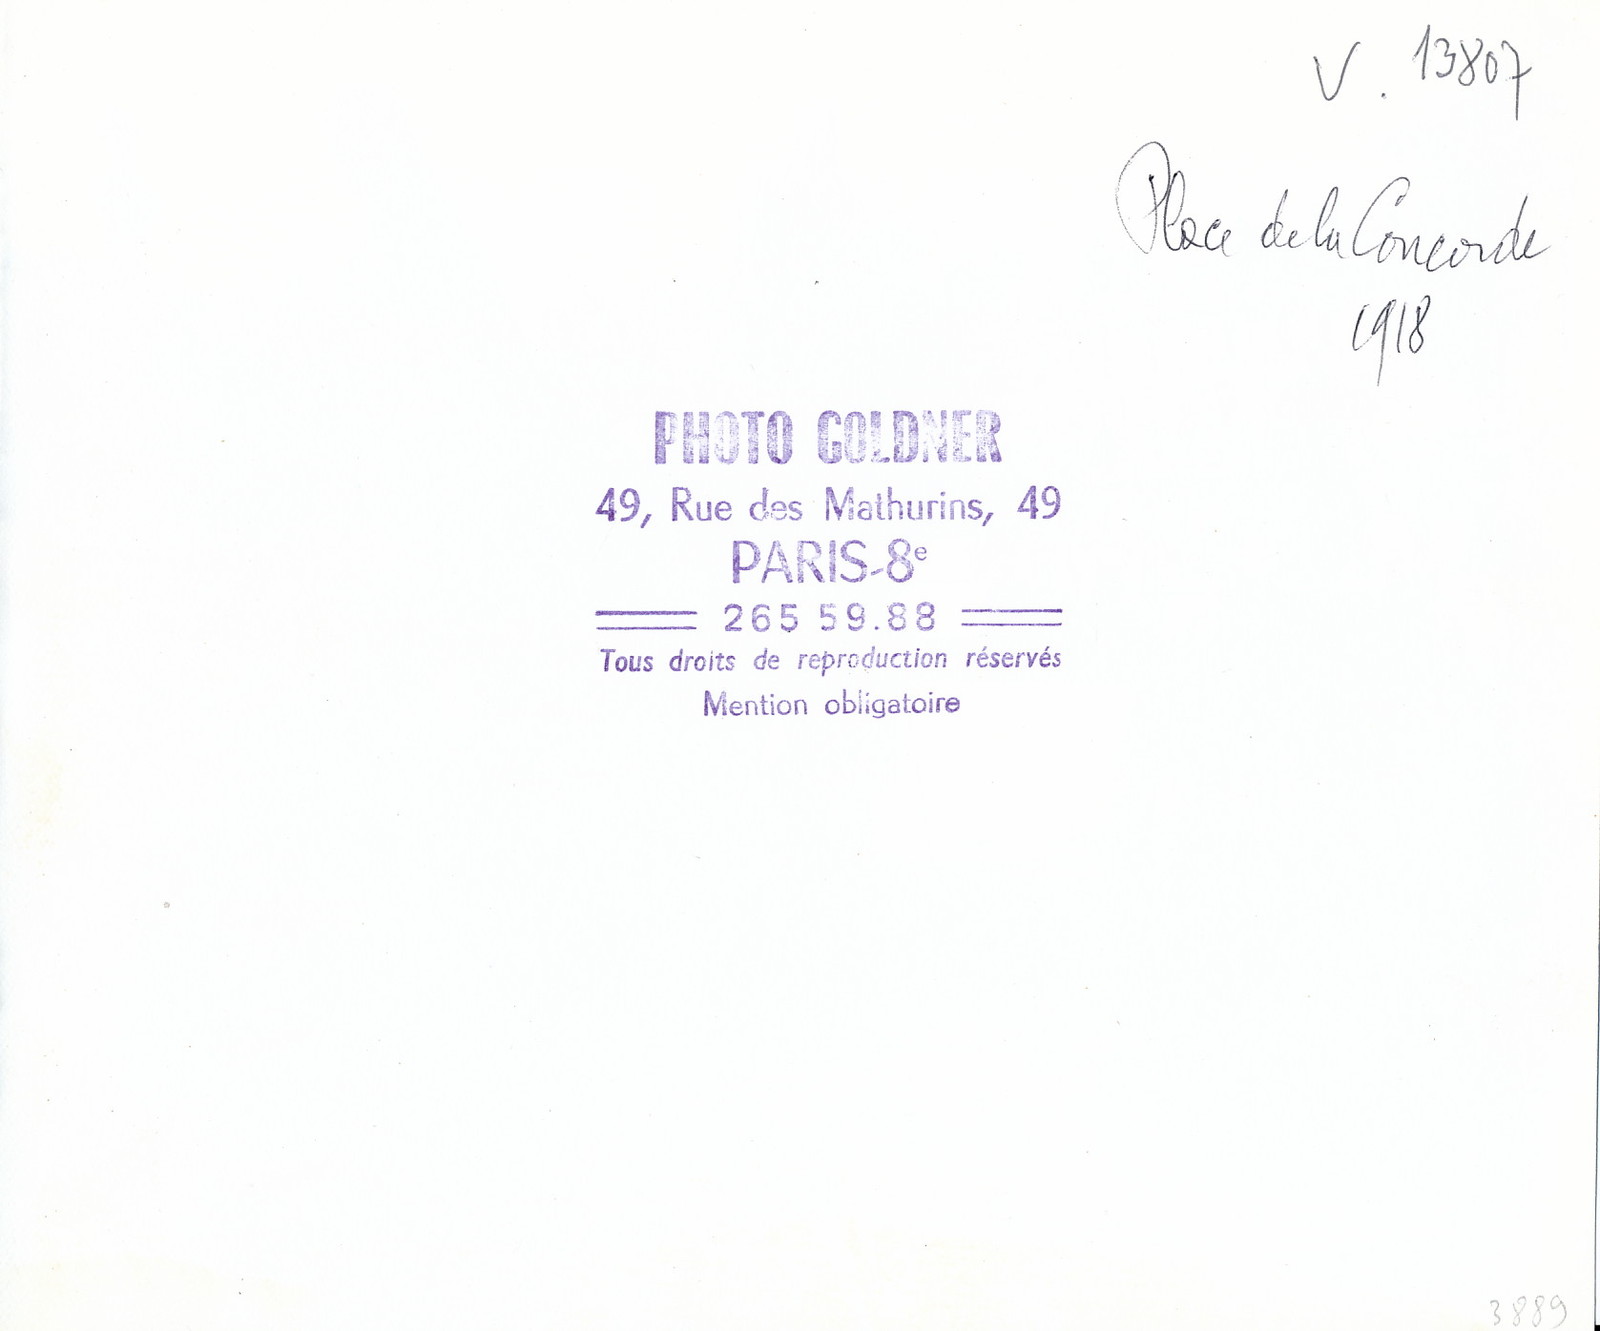 V. 13807
Place de la Concorde
1918
PHOTO GOLDNER
49, Rue des Mathurins, 49
PARIS-8e
265 59.88
Tous droits de reproduction réservés
Mention obligatoire
3889